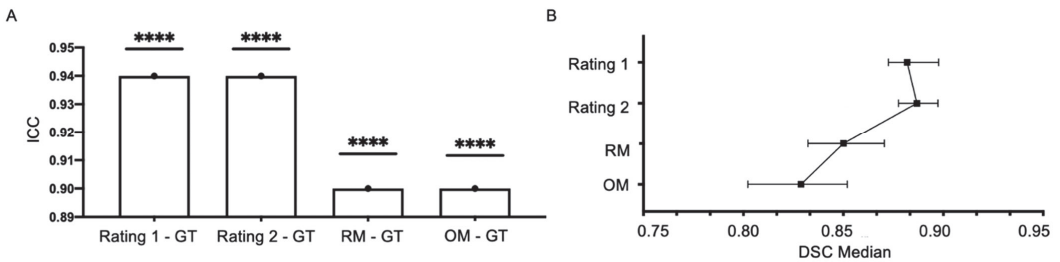 A
ICC
0.95
0.94
0.93
0.92
0.91
0.90
0.89
**** **** **** ****
Rating 1 - GT Rating 2 - GT RM - GT OM - GT
B
Rating 1
Rating 2
RM
OM
0.75 0.80 0.85 0.90 0.95
DSC Median